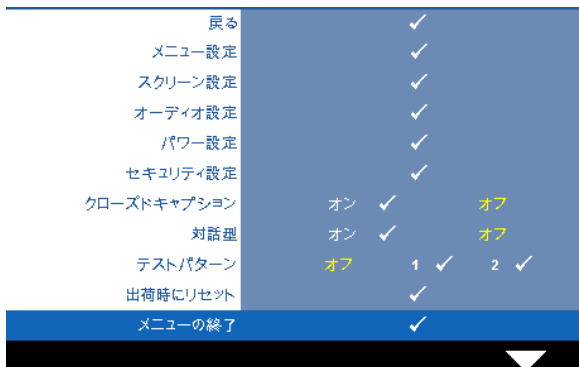 戻る ✓
メニュー設定 ✓
スクリーン設定 ✓
オーディオ設定 ✓
パワー設定 ✓
セキュリティ設定 ✓
クローズドキャプション オン ✓ オフ
対話型 オン ✓ オフ
テストパターン オフ 1 ✓ 2 ✓
出荷時にリセット ✓
メニューの終了 ✓